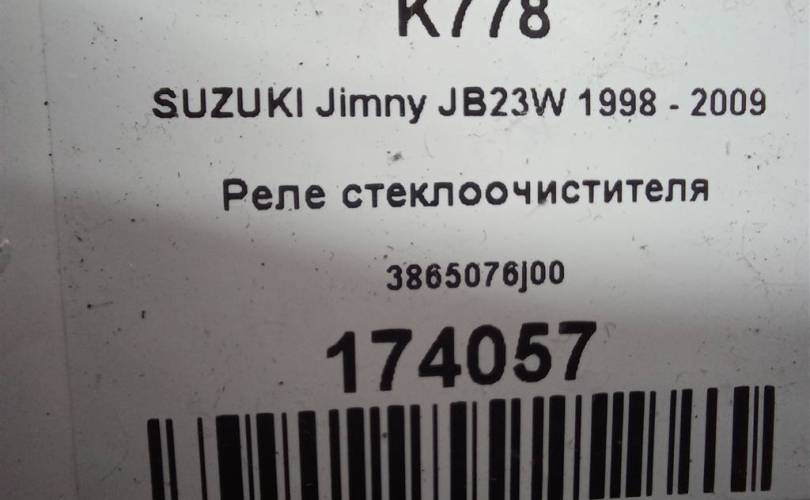 K778
SUZUKI Jimny JB23W 1998 - 2009
Реле стеклоочистителя
3865076j00
174057